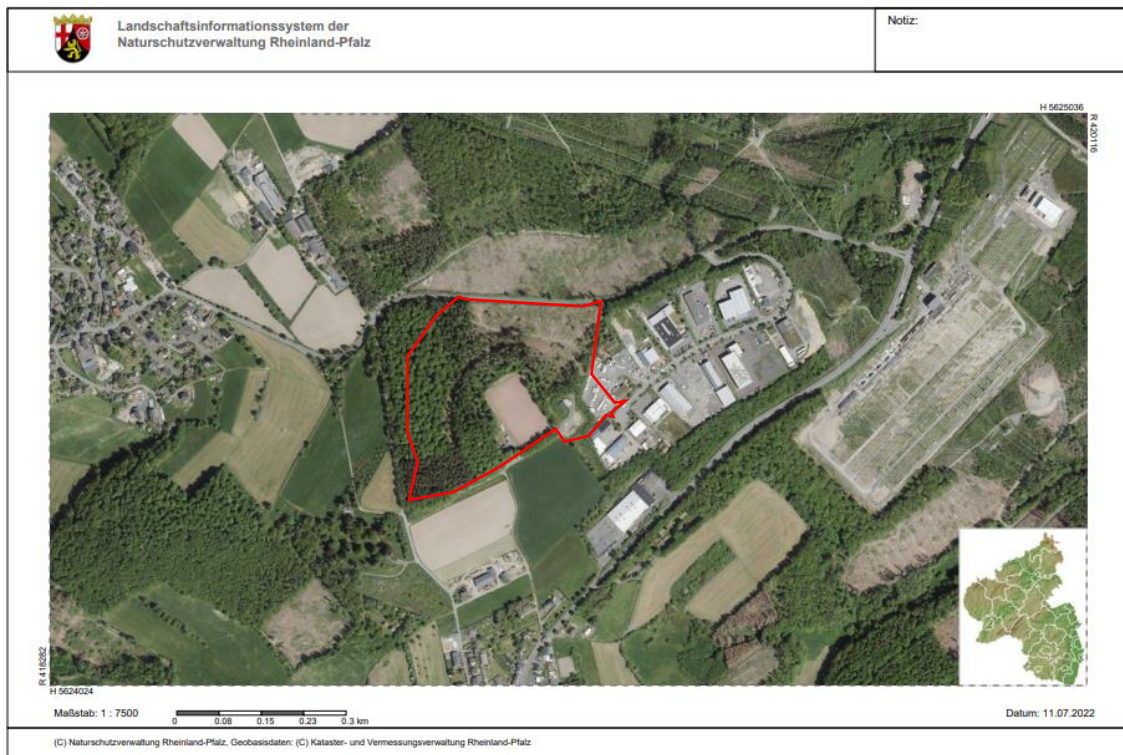 Landschaftsinformationssystem der
Naturschutzverwaltung Rheinland-Pfalz
Notiz:
H 5625036
R 420116
R 418282
H 5624024
Maßstab: 1 : 7500
0 0.08 0.15 0.23 0.3 km
Datum: 11.07.2022
(C) Naturschutzverwaltung Rheinland-Pfalz, Geobasisdaten: (C) Kataster- und Vermessungsverwaltung Rheinland-Pfalz